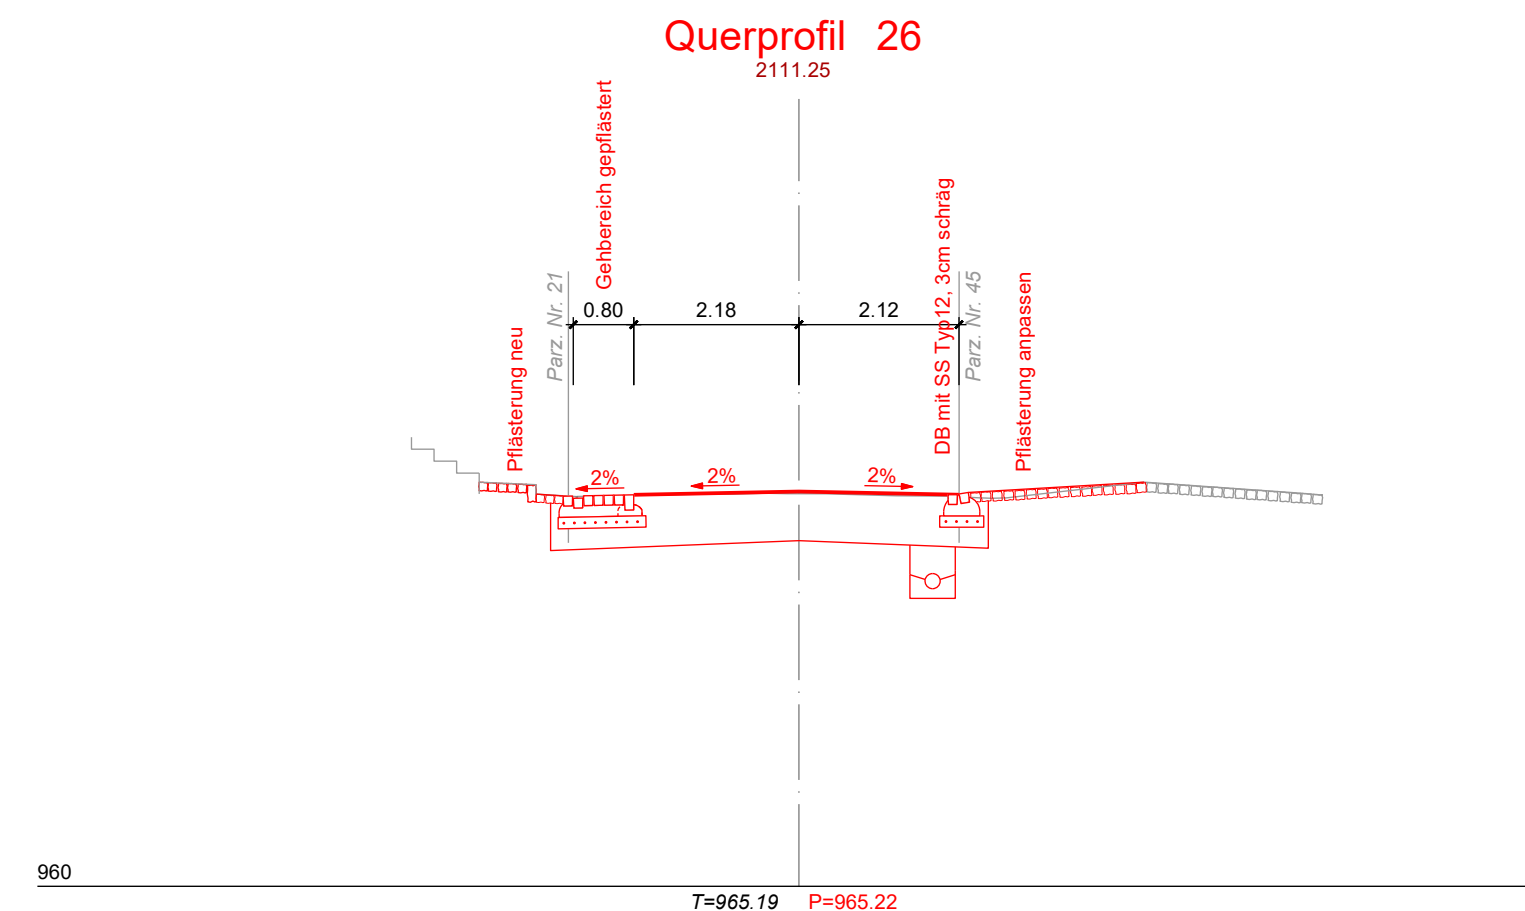 Querprofil 26
2111.25
Gehbereich gepflästert
DB mit SS Typ12, 3cm schräg
Parz. Nr. 21
Parz. Nr. 45
0.80
2.18
2.12
Pflästerung neu
Pflästerung anpassen
2%
2%
2%
960
T=965.19
P=965.22